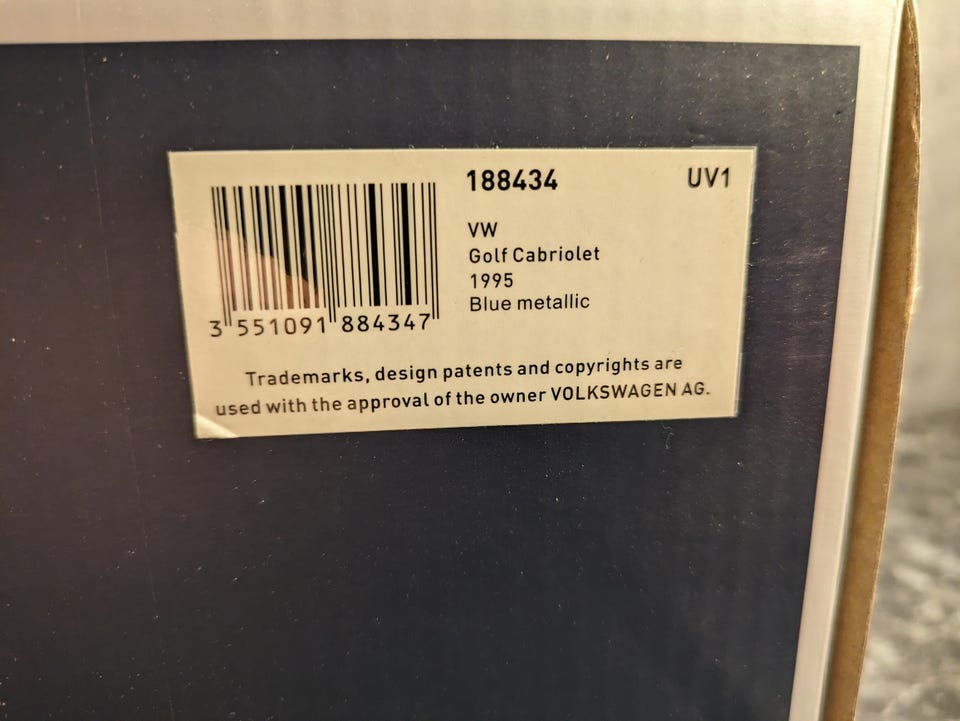 188434 UV1
VW
Golf Cabriolet
1995
Blue metallic
3 551091 884347
Trademarks, design patents and copyrights are
used with the approval of the owner VOLKSWAGEN AG.